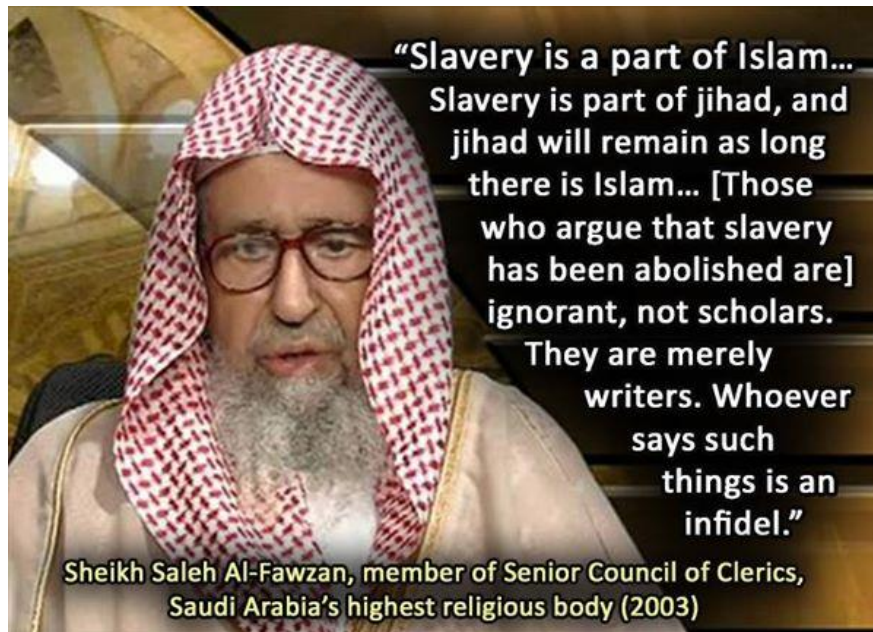 “Slavery is a part of Islam...
Slavery is part of jihad, and
jihad will remain as long
there is Islam... [Those
who argue that slavery
has been abolished are]
ignorant, not scholars.
They are merely
writers. Whoever
says such
things is an
infidel.”
Sheikh Saleh Al-Fawzan, member of Senior Council of Clerics,
Saudi Arabia’s highest religious body (2003)